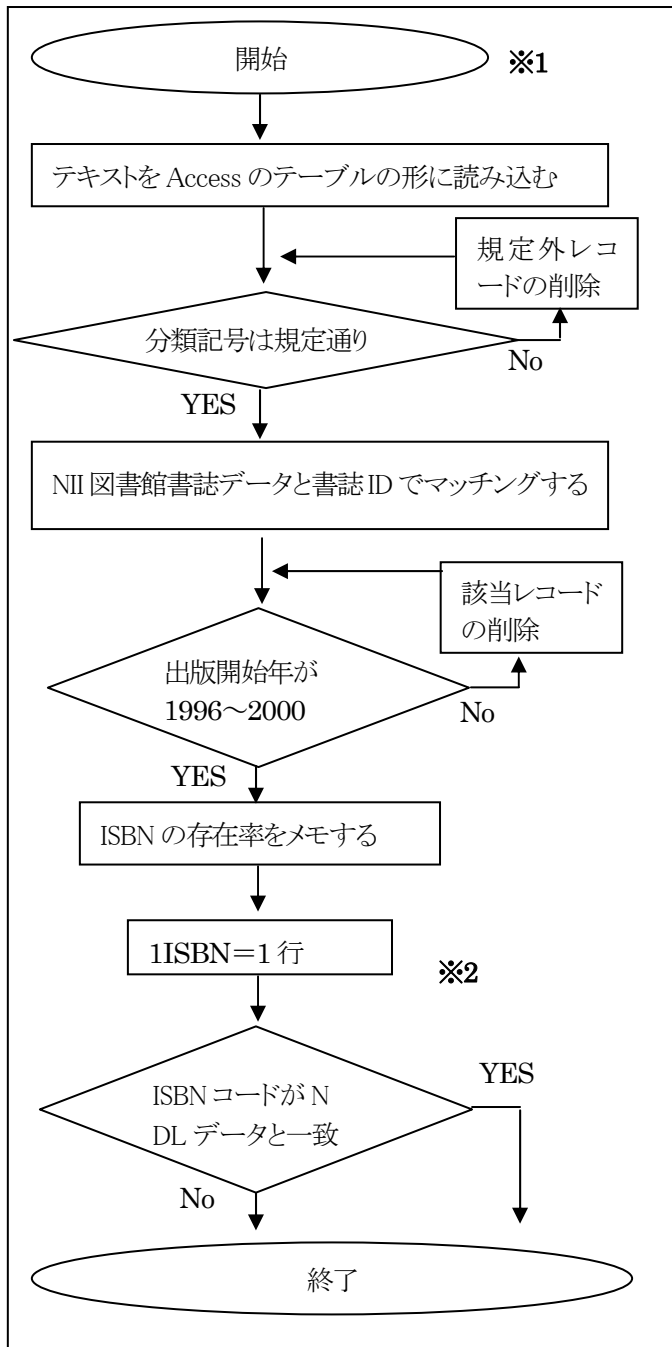 開始
※1
テキストを Access のテーブルの形に読み込む
規定外レコ
ードの削除
分類記号は規定通り
No
YES
NII 図書館書誌データと書誌 ID でマッチングする
該当レコード
の削除
出版開始年が
1996～2000
No
YES
ISBN の存在率をメモする
1ISBN＝1 行
※2
ISBN コードが N
DL データと一致
YES
No
終了